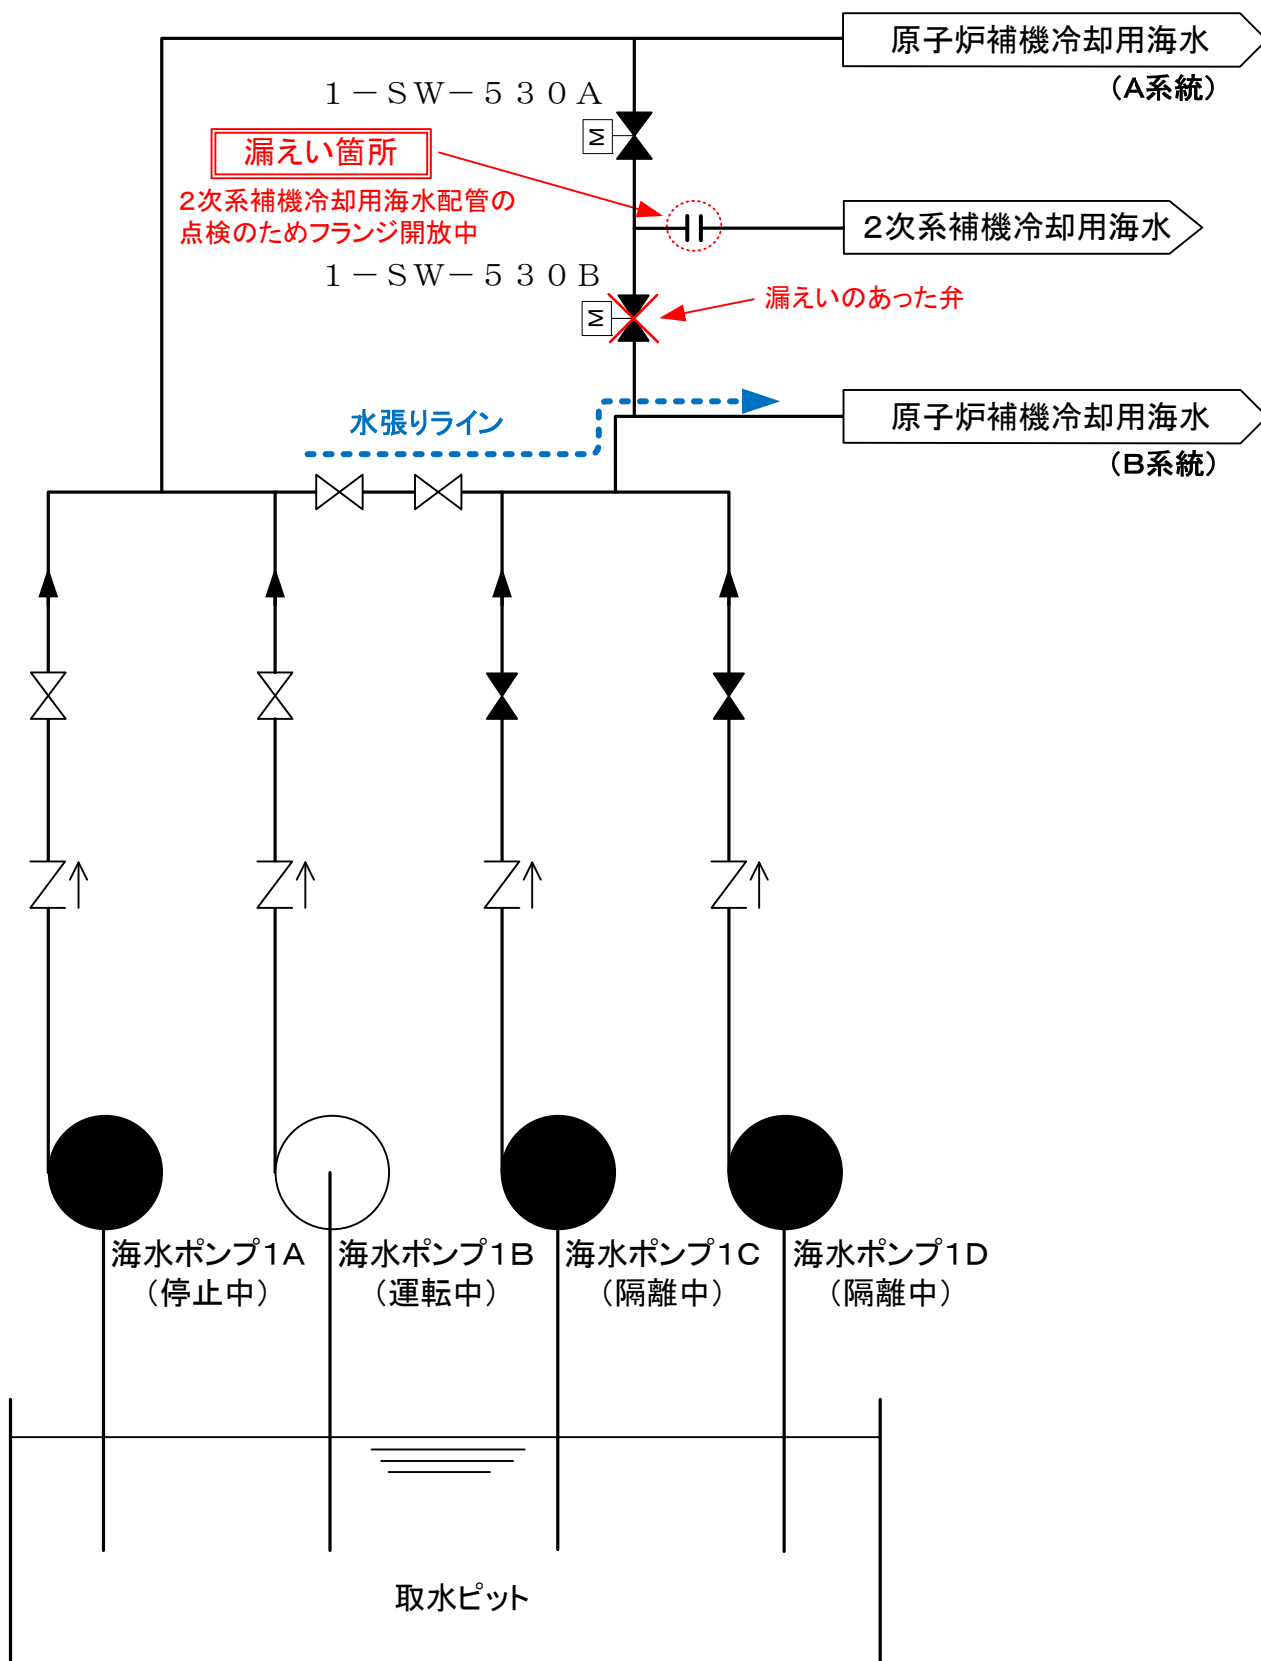 原子炉補機冷却用海水
(A系統)
1-SW-530A
M
漏えい箇所
2次系補機冷却用海水配管の
点検のためフランジ開放中
2次系補機冷却用海水
1-SW-530B
M
漏えいのあった弁
水張りライン
原子炉補機冷却用海水
(B系統)
海水ポンプ1A
(停止中)
海水ポンプ1B
(運転中)
海水ポンプ1C
(隔離中)
海水ポンプ1D
(隔離中)
取水ピット